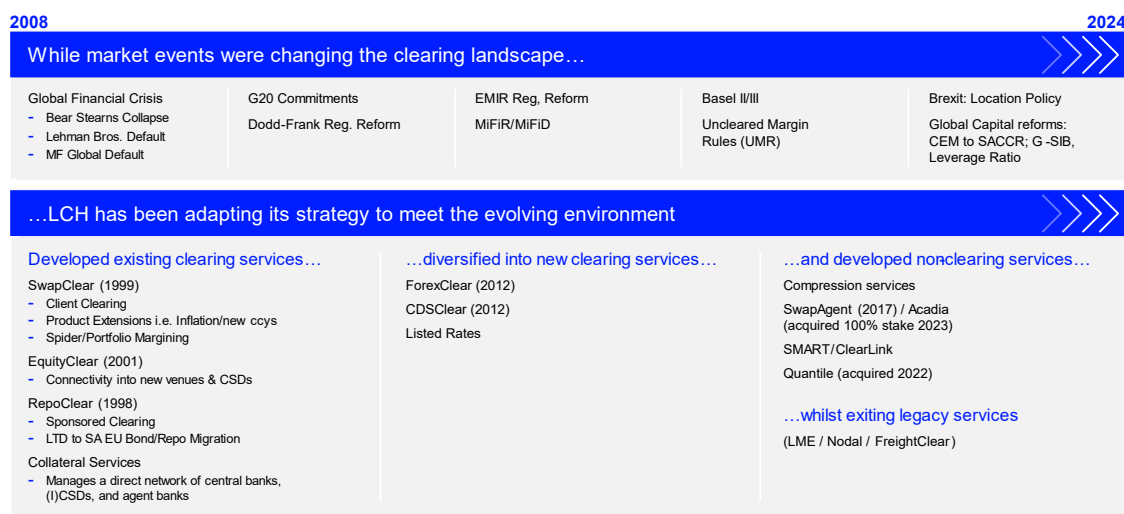 2008
2024
While market events were changing the clearing landscape…
Global Financial Crisis
- Bear Stearns Collapse
- Lehman Bros. Default
- MF Global Default
G20 Commitments
Dodd-Frank Reg. Reform
EMIR Reg, Reform
MiFiR/MiFiD
Basel II/III
Uncleared Margin
Rules (UMR)
Brexit: Location Policy
Global Capital reforms:
CEM to SACCR; G -SIB,
Leverage Ratio
…LCH has been adapting its strategy to meet the evolving environment
Developed existing clearing services…
SwapClear (1999)
- Client Clearing
- Product Extensions i.e. Inflation/new ccys
- Spider/Portfolio Margining
EquityClear (2001)
- Connectivity into new venues & CSDs
RepoClear (1998)
- Sponsored Clearing
- LTD to SA EU Bond/Repo Migration
Collateral Services
- Manages a direct network of central banks,
(I)CSDs, and agent banks
…diversified into new clearing services…
ForexClear (2012)
CDSClear (2012)
Listed Rates
…and developed non-clearing services…
Compression services
SwapAgent (2017) / Acadia
(acquired 100% stake 2023)
SMART/ClearLink
Quantile (acquired 2022)
…whilst exiting legacy services
(LME / Nodal / FreightClear)